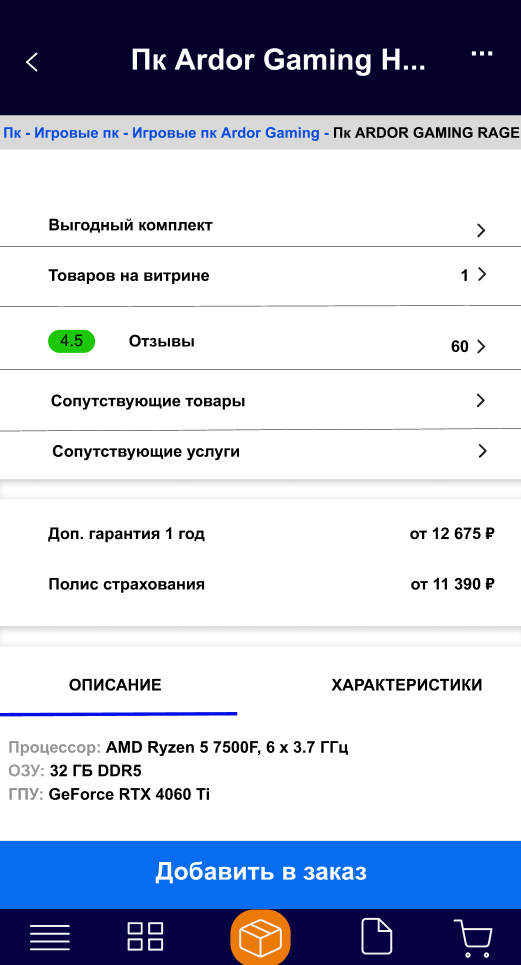 Пк Ardor Gaming H...
Пк - Игровые пк - Игровые пк Ardor Gaming - Пк ARDOR GAMING RAGE
Выгодный комплект
Товаров на витрине 1
4.5 Отзывы 60
Сопутствующие товары
Сопутствующие услуги
Доп. гарантия 1 год от 12 675 ₽
Полис страхования от 11 390 ₽
ОПИСАНИЕ ХАРАКТЕРИСТИКИ
Процессор: AMD Ryzen 5 7500F, 6 x 3.7 ГГц
ОЗУ: 32 ГБ DDR5
ГПУ: GeForce RTX 4060 Ti
Добавить в заказ